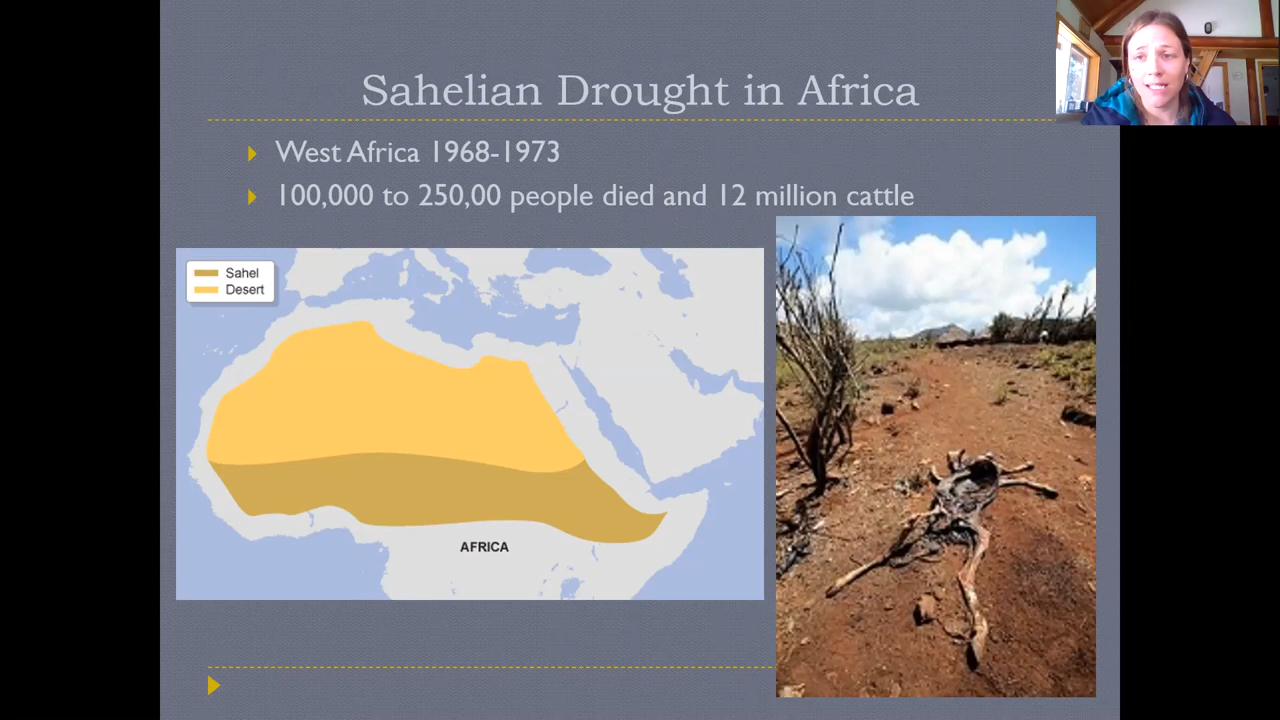 Sahelian Drought in Africa
West Africa 1968-1973
100,000 to 250,00 people died and 12 million cattle
Sahel
Desert
AFRICA